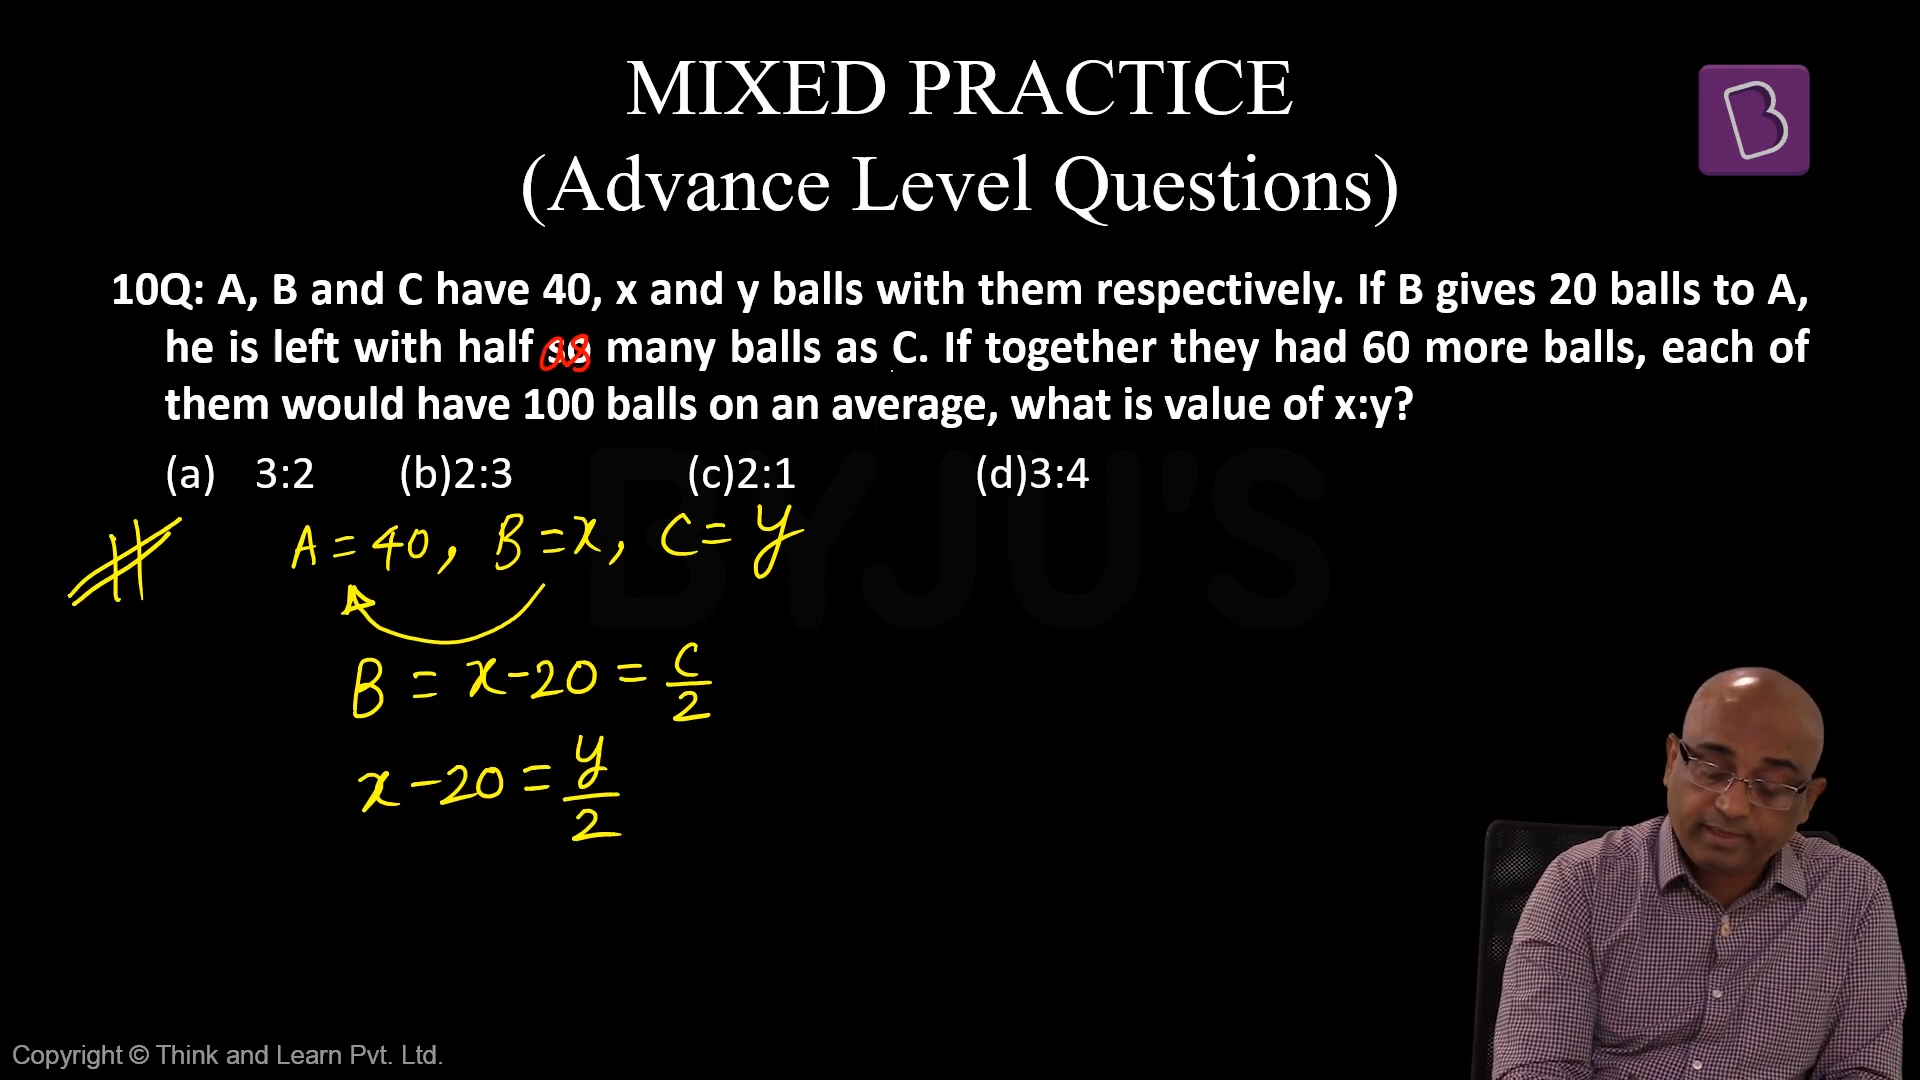 MIXED PRACTICE
(Advance Level Questions)
10Q: A, B and C have 40, x and y balls with them respectively. If B gives 20 balls to A,
he is left with half as many balls as C. If together they had 60 more balls, each of
them would have 100 balls on an average, what is value of x:y?
(a) 3:2 (b)2:3 (c)2:1 (d)3:4
A = 40, B = x, C = y
B = x - 20 = C/2
x - 20 = y/2
BYJU'S
Copyright © Think and Learn Pvt. Ltd.